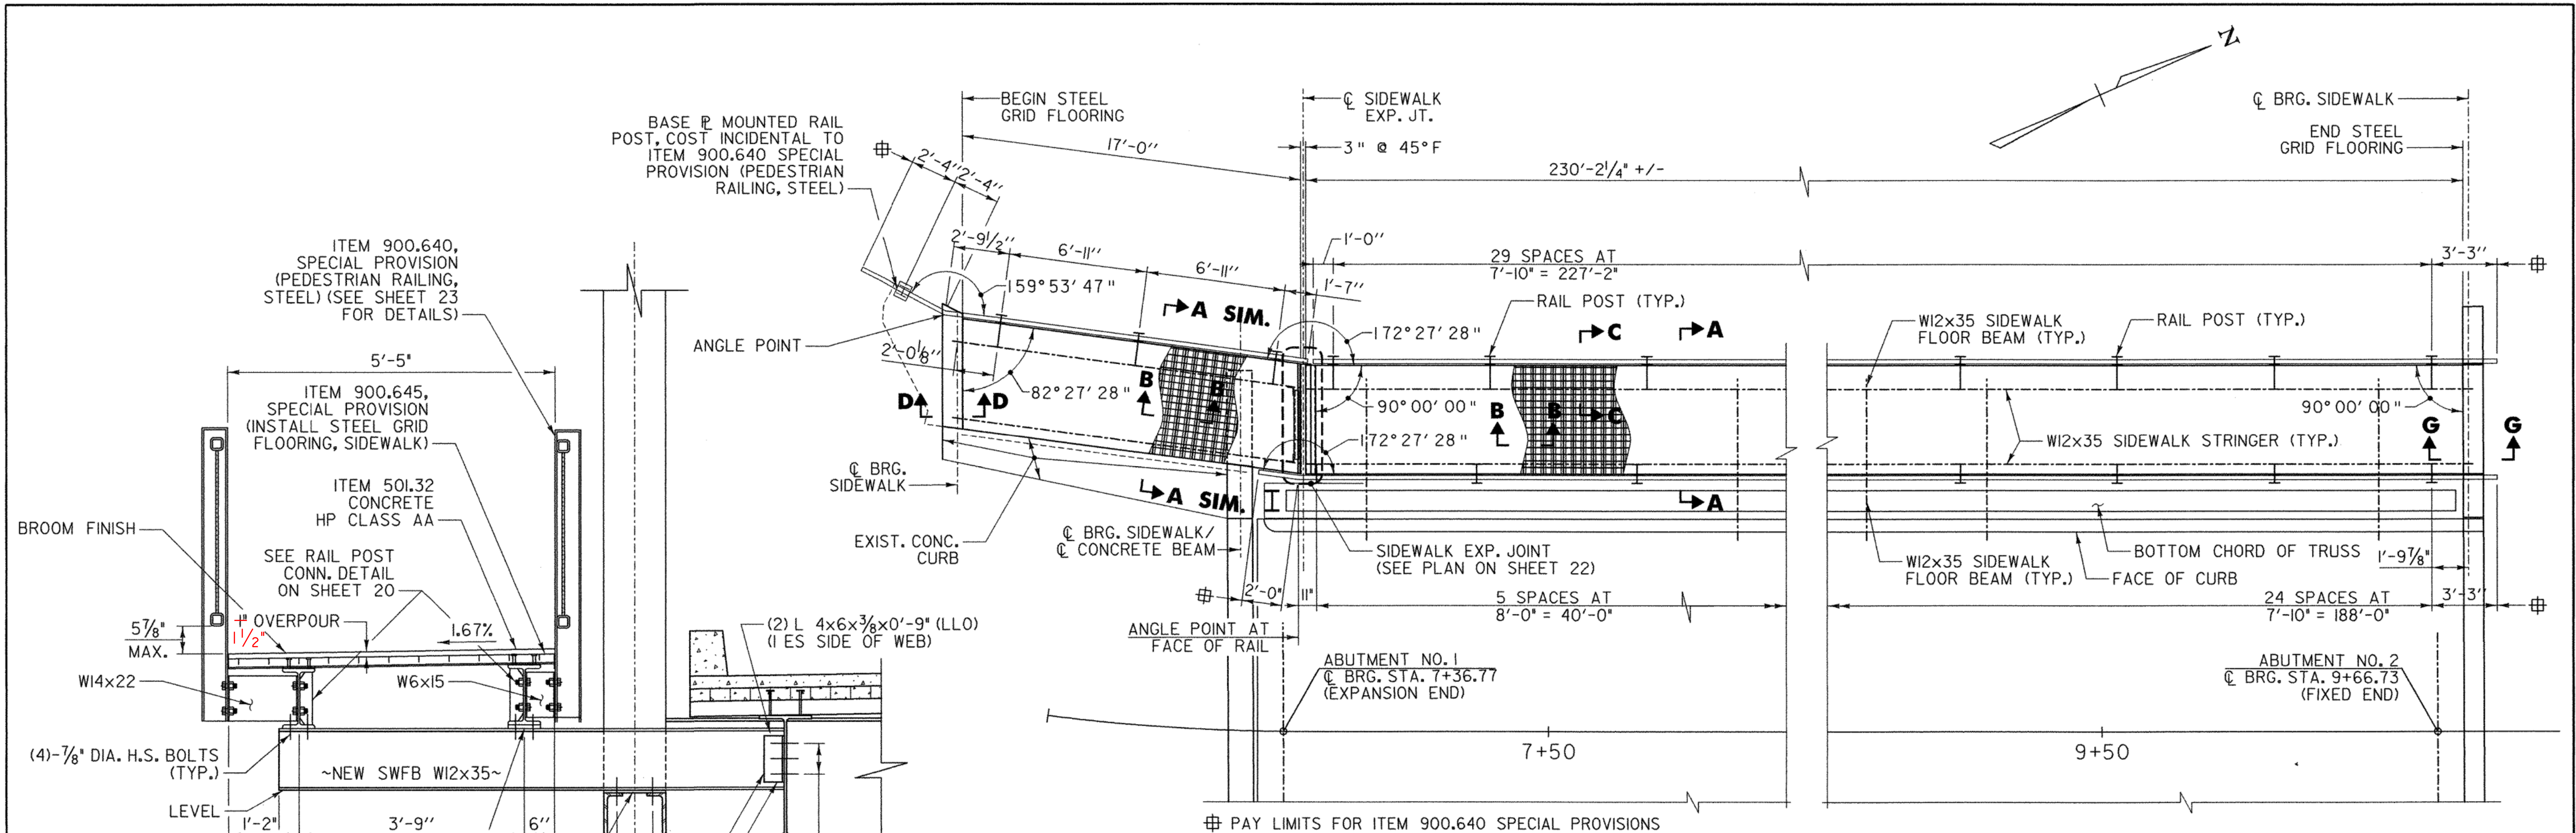 N
BEGIN STEEL
GRID FLOORING
℄ SIDEWALK
EXP. JT.
℄ BRG. SIDEWALK
END STEEL
GRID FLOORING
BASE ℙ MOUNTED RAIL
POST, COST INCIDENTAL TO
ITEM 900.640 SPECIAL
PROVISION (PEDESTRIAN
RAILING, STEEL)
2'-4"
2'-4"
17'-0"
3" @ 45°F
230'-2 1/4" +/-
ITEM 900.640,
SPECIAL PROVISION
(PEDESTRIAN RAILING,
STEEL) (SEE SHEET 23
FOR DETAILS)
2'-9 1/2"
6'-11"
6'-11"
1'-0"
1'-7"
29 SPACES AT
7'-10" = 227'-2"
3'-3"
159° 53' 47"
A SIM.
RAIL POST (TYP.)
172° 27' 28"
C
A
W12x35 SIDEWALK
FLOOR BEAM (TYP.)
RAIL POST (TYP.)
ANGLE POINT
2'-0 1/8"
5'-5"
ITEM 900.645,
SPECIAL PROVISION
(INSTALL STEEL GRID
FLOORING, SIDEWALK)
D
D
82° 27' 28"
B
B
90° 00' 00"
B
B
C
90° 00' 00"
G
G
172° 27' 28"
W12x35 SIDEWALK STRINGER (TYP.)
℄ BRG.
SIDEWALK
A SIM.
A
ITEM 501.32
CONCRETE
HP CLASS AA
BROOM FINISH
SEE RAIL POST
CONN. DETAIL
ON SHEET 20
EXIST. CONC.
CURB
℄ BRG. SIDEWALK/
℄ CONCRETE BEAM
SIDEWALK EXP. JOINT
(SEE PLAN ON SHEET 22)
W12x35 SIDEWALK
FLOOR BEAM (TYP.)
BOTTOM CHORD OF TRUSS
FACE OF CURB
1'-9 7/8"
2'-0"
11"
5 SPACES AT
8'-0" = 40'-0"
24 SPACES AT
7'-10" = 188'-0"
3'-3"
1" OVERPOUR
1 1/2"
1.67%
5 7/8"
MAX.
(2) L 4x6x3/8x0'-9" (LLO)
(1 ES SIDE OF WEB)
ANGLE POINT AT
FACE OF RAIL
W14x22
W6x15
ABUTMENT NO. 1
℄ BRG. STA. 7+36.77
(EXPANSION END)
ABUTMENT NO. 2
℄ BRG. STA. 9+66.73
(FIXED END)
7+50
9+50
(4)-7/8" DIA. H.S. BOLTS
(TYP.)
~NEW SWFB W12x35~
LEVEL
1'-2"
3'-9"
6"
⌗ PAY LIMITS FOR ITEM 900.640 SPECIAL PROVISIONS